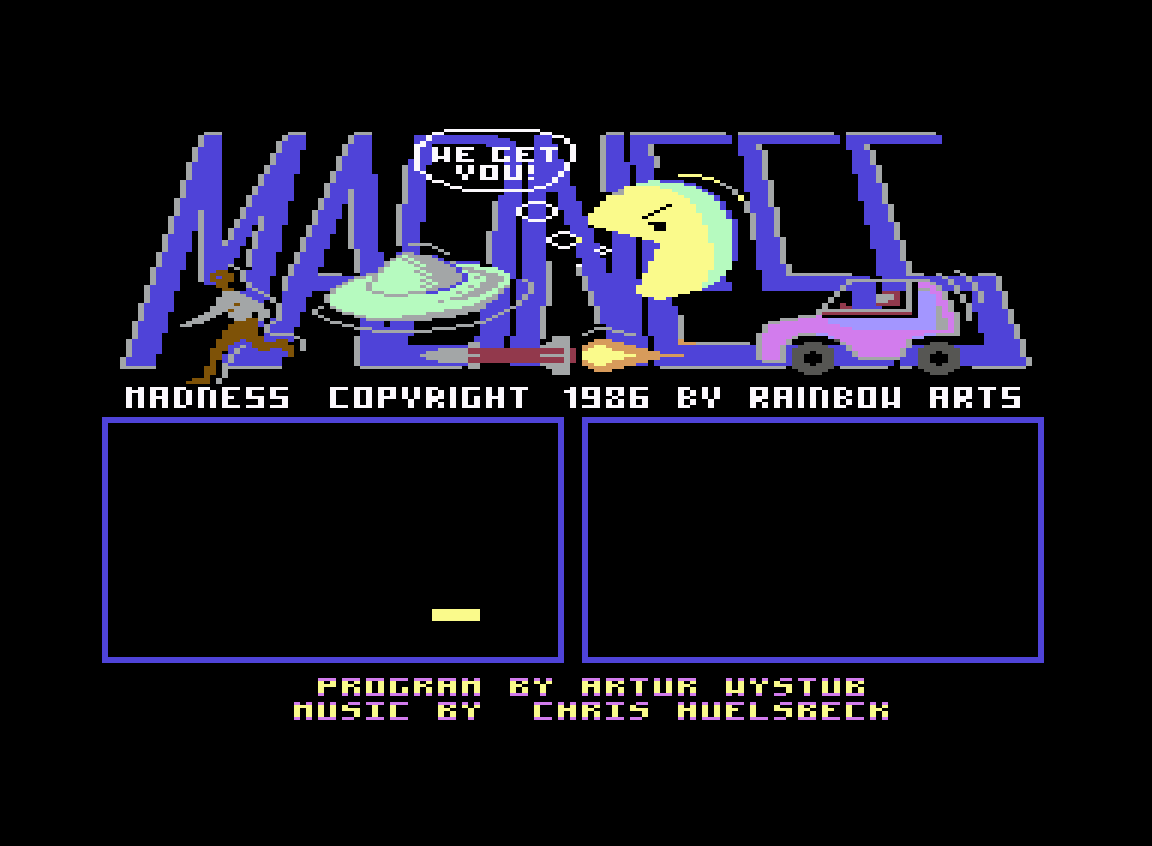 MADNESS
WE GET
YOU!
MADNESS COPYRIGHT 1986 BY RAINBOW ARTS
PROGRAM BY ARTUR WYSTUB
MUSIC BY CHRIS HUELSBECK